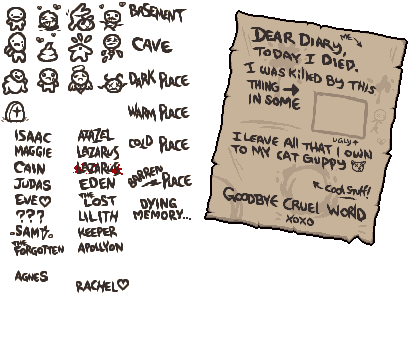 BASEMENT
CAVE
DARK PLACE
WARM PLACE
COLD PLACE
BARREN PLACE
DYING
MEMORY...
ISAAC
MAGGIE
CAIN
JUDAS
EVE♡
???
SAM
THE
FORGOTTEN
AGNES
AZAZEL
LAZARUS
LAZARUS
EDEN
THE
LOST
LILITH
KEEPER
APOLLYON
RACHEL♡
DEAR DIARY,
ME
TODAY I DIED.
I WAS KILLED BY THIS
THING →
IN SOME
UGLY
I LEAVE ALL THAT I OWN
TO MY CAT GUPPY
COOL STUFF!
GOODBYE CRUEL WORLD
XOXO